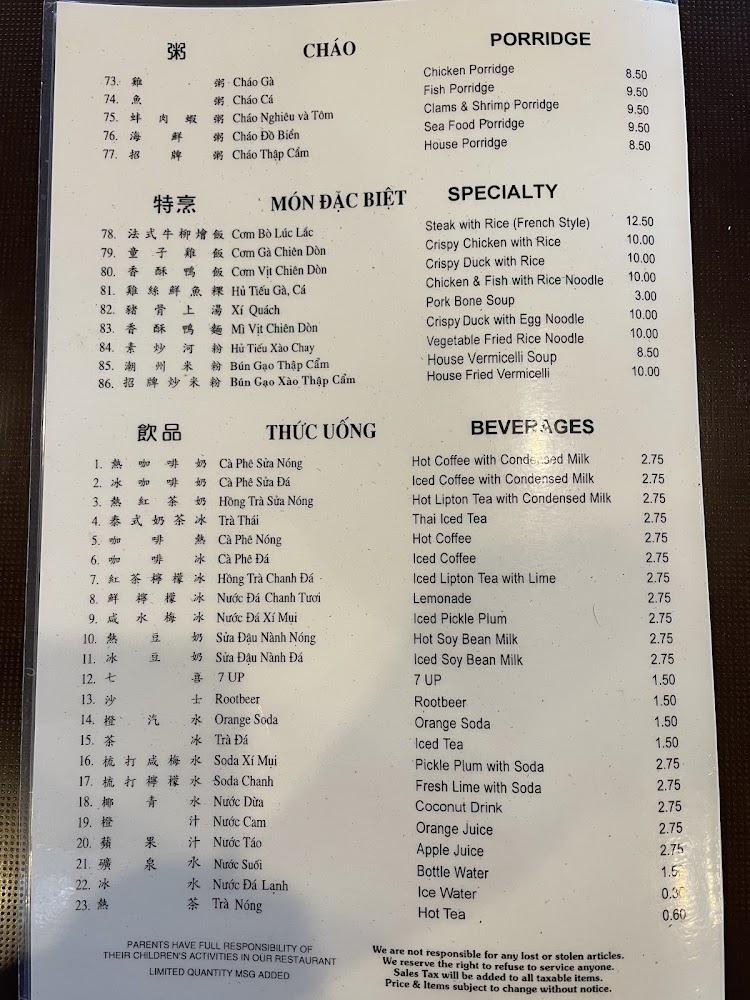 粥 CHÁO PORRIDGE
73. 雞 粥 Cháo Gà Chicken Porridge 8.50
74. 魚 粥 Cháo Cá Fish Porridge 9.50
75. 蚌 肉 蝦 粥 Cháo Nghiêu và Tôm Clams & Shrimp Porridge 9.50
76. 海 鮮 粥 Cháo Đồ Biển Sea Food Porridge 9.50
77. 招 牌 粥 Cháo Thập Cẩm House Porridge 8.50
特烹 MÓN ĐẶC BIỆT SPECIALTY
78. 法式牛柳燴飯 Cơm Bò Lúc Lắc Steak with Rice (French Style) 12.50
79. 童 子 雞 飯 Cơm Gà Chiên Dòn Crispy Chicken with Rice 10.00
80. 香 酥 鴨 飯 Cơm Vịt Chiên Dòn Crispy Duck with Rice 10.00
81. 雞絲鮮魚粿 Hủ Tiếu Gà, Cá Chicken & Fish with Rice Noodle 10.00
82. 豬 骨 上 湯 Xí Quách Pork Bone Soup 3.00
83. 香 酥 鴨 麵 Mì Vịt Chiên Dòn Crispy Duck with Egg Noodle 10.00
84. 素 炒 河 粉 Hủ Tiếu Xào Chay Vegetable Fried Rice Noodle 10.00
85. 潮 州 米 粉 Bún Gạo Thập Cẩm House Vermicelli Soup 8.50
86. 招牌炒米粉 Bún Gạo Xào Thập Cẩm House Fried Vermicelli 10.00
飲品 THỨC UỐNG BEVERAGES
1. 熱 咖 啡 奶 Cà Phê Sửa Nóng Hot Coffee with Condensed Milk 2.75
2. 冰 咖 啡 奶 Cà Phê Sửa Đá Iced Coffee with Condensed Milk 2.75
3. 熱 紅 茶 奶 Hồng Trà Sửa Nóng Hot Lipton Tea with Condensed Milk 2.75
4. 泰式奶茶冰 Trà Thái Thai Iced Tea 2.75
5. 咖 啡 熱 Cà Phê Nóng Hot Coffee 2.75
6. 咖 啡 冰 Cà Phê Đá Iced Coffee 2.75
7. 紅茶檸檬冰 Hồng Trà Chanh Đá Iced Lipton Tea with Lime 2.75
8. 鮮 檸 檬 冰 Nước Đá Chanh Tươi Lemonade 2.75
9. 咸 水 梅 冰 Nước Đá Xí Mụi Iced Pickle Plum 2.75
10. 熱 豆 奶 Sửa Đậu Nành Nóng Hot Soy Bean Milk 2.75
11. 冰 豆 奶 Sửa Đậu Nành Đá Iced Soy Bean Milk 2.75
12. 七 喜 7 UP 7 UP 1.50
13. 沙 士 Rootbeer Rootbeer 1.50
14. 橙 汽 水 Orange Soda Orange Soda 1.50
15. 茶 冰 Trà Đá Iced Tea 1.50
16. 梳打咸梅水 Soda Xí Mụi Pickle Plum with Soda 2.75
17. 梳打檸檬水 Soda Chanh Fresh Lime with Soda 2.75
18. 椰 青 水 Nước Dừa Coconut Drink 2.75
19. 橙 汁 Nước Cam Orange Juice 2.75
20. 蘋 果 汁 Nước Táo Apple Juice 2.75
21. 礦 泉 水 Nước Suối Bottle Water 1.5
22. 冰 水 Nước Đá Lạnh Ice Water 0.30
23. 熱 茶 Trà Nóng Hot Tea 0.60
PARENTS HAVE FULL RESPONSIBILITY OF
THEIR CHILDREN'S ACTIVITIES IN OUR RESTAURANT
LIMITED QUANTITY MSG ADDED
We are not responsible for any lost or stolen articles.
We reserve the right to refuse to service anyone.
Sales Tax will be added to all taxable items.
Price & Items subject to change without notice.